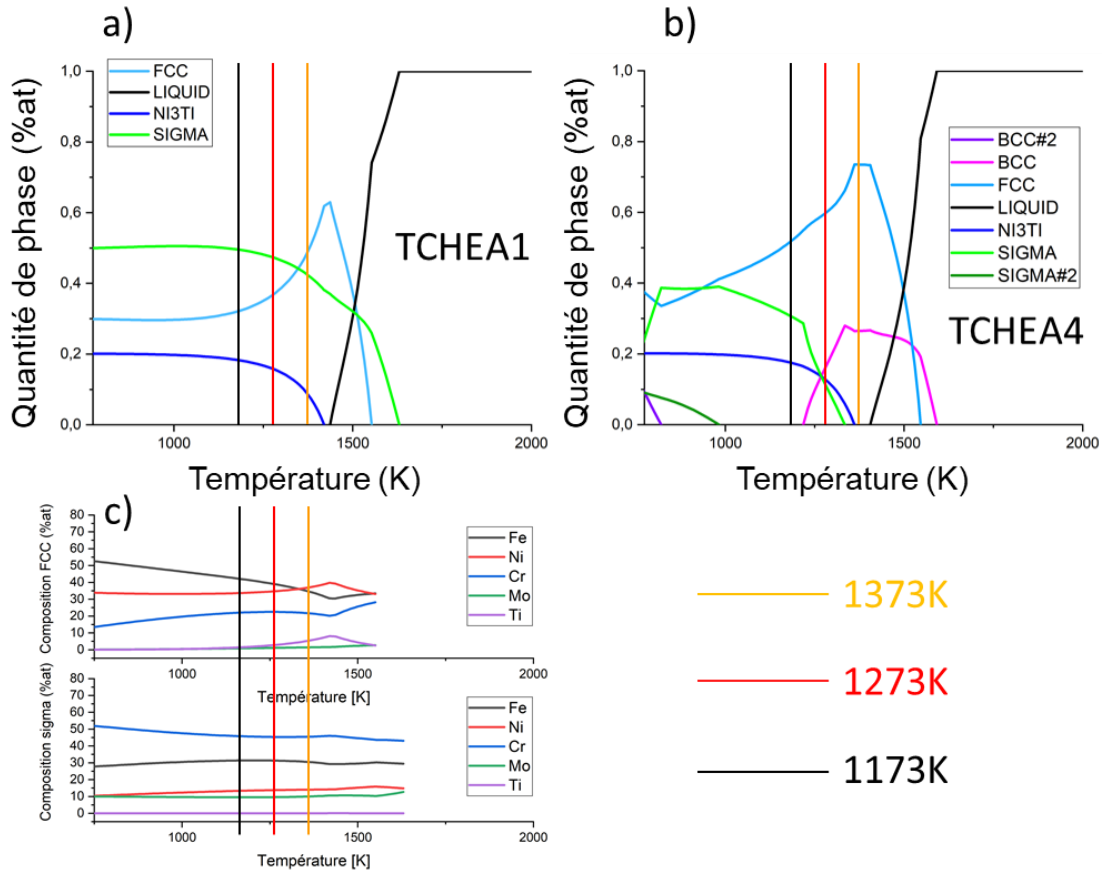 a)
FCC
LIQUID
NI3TI
SIGMA
1,0
0,8
0,6
0,4
0,2
0,0
1000
1500
2000
Quantité de phase (%at)
Température (K)
TCHEA1
b)
BCC#2
BCC
FCC
LIQUID
NI3TI
SIGMA
SIGMA#2
1,0
0,8
0,6
0,4
0,2
0,0
1000
1500
2000
Quantité de phase (%at)
Température (K)
TCHEA4
c)
Fe
Ni
Cr
Mo
Ti
80
70
60
50
40
30
20
10
0
1000
1500
2000
Composition FCC (%at)
Température [K]
Fe
Ni
Cr
Mo
Ti
80
70
60
50
40
30
20
10
0
1000
1500
2000
Composition sigma (%at)
Température [K]
1373K
1273K
1173K